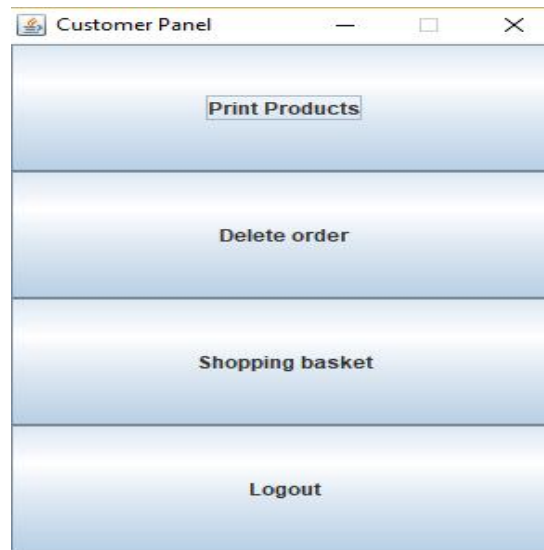 Customer Panel
Print Products
Delete order
Shopping basket
Logout